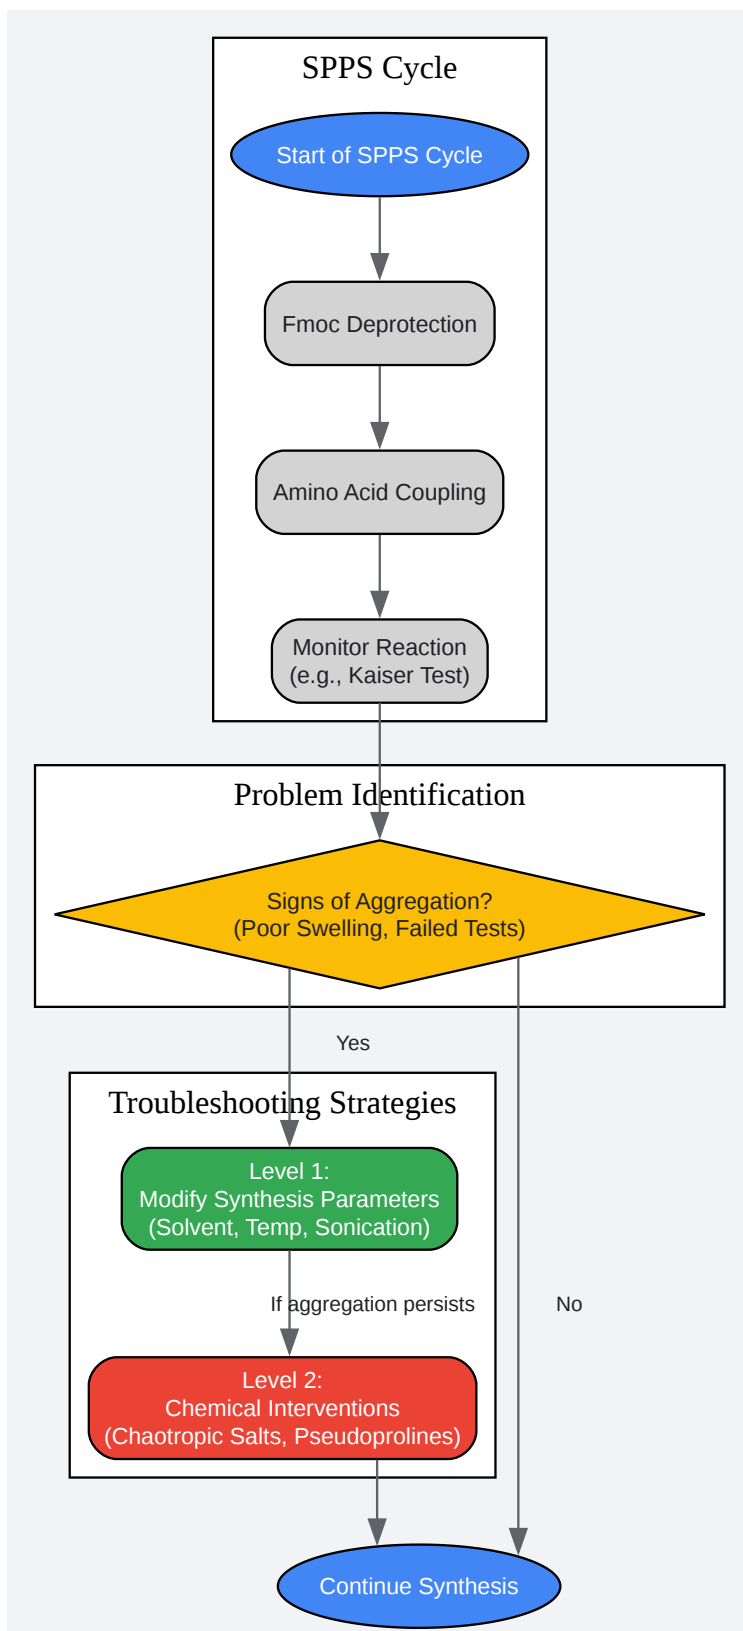 SPPS Cycle
Start of SPPS Cycle
Fmoc Deprotection
Amino Acid Coupling
Monitor Reaction
(e.g., Kaiser Test)
Problem Identification
Signs of Aggregation?
(Poor Swelling, Failed Tests)
Yes
Troubleshooting Strategies
Level 1:
Modify Synthesis Parameters
(Solvent, Temp, Sonication)
If aggregation persists
No
Level 2:
Chemical Interventions
(Chaotropic Salts, Pseudoprolines)
Continue Synthesis